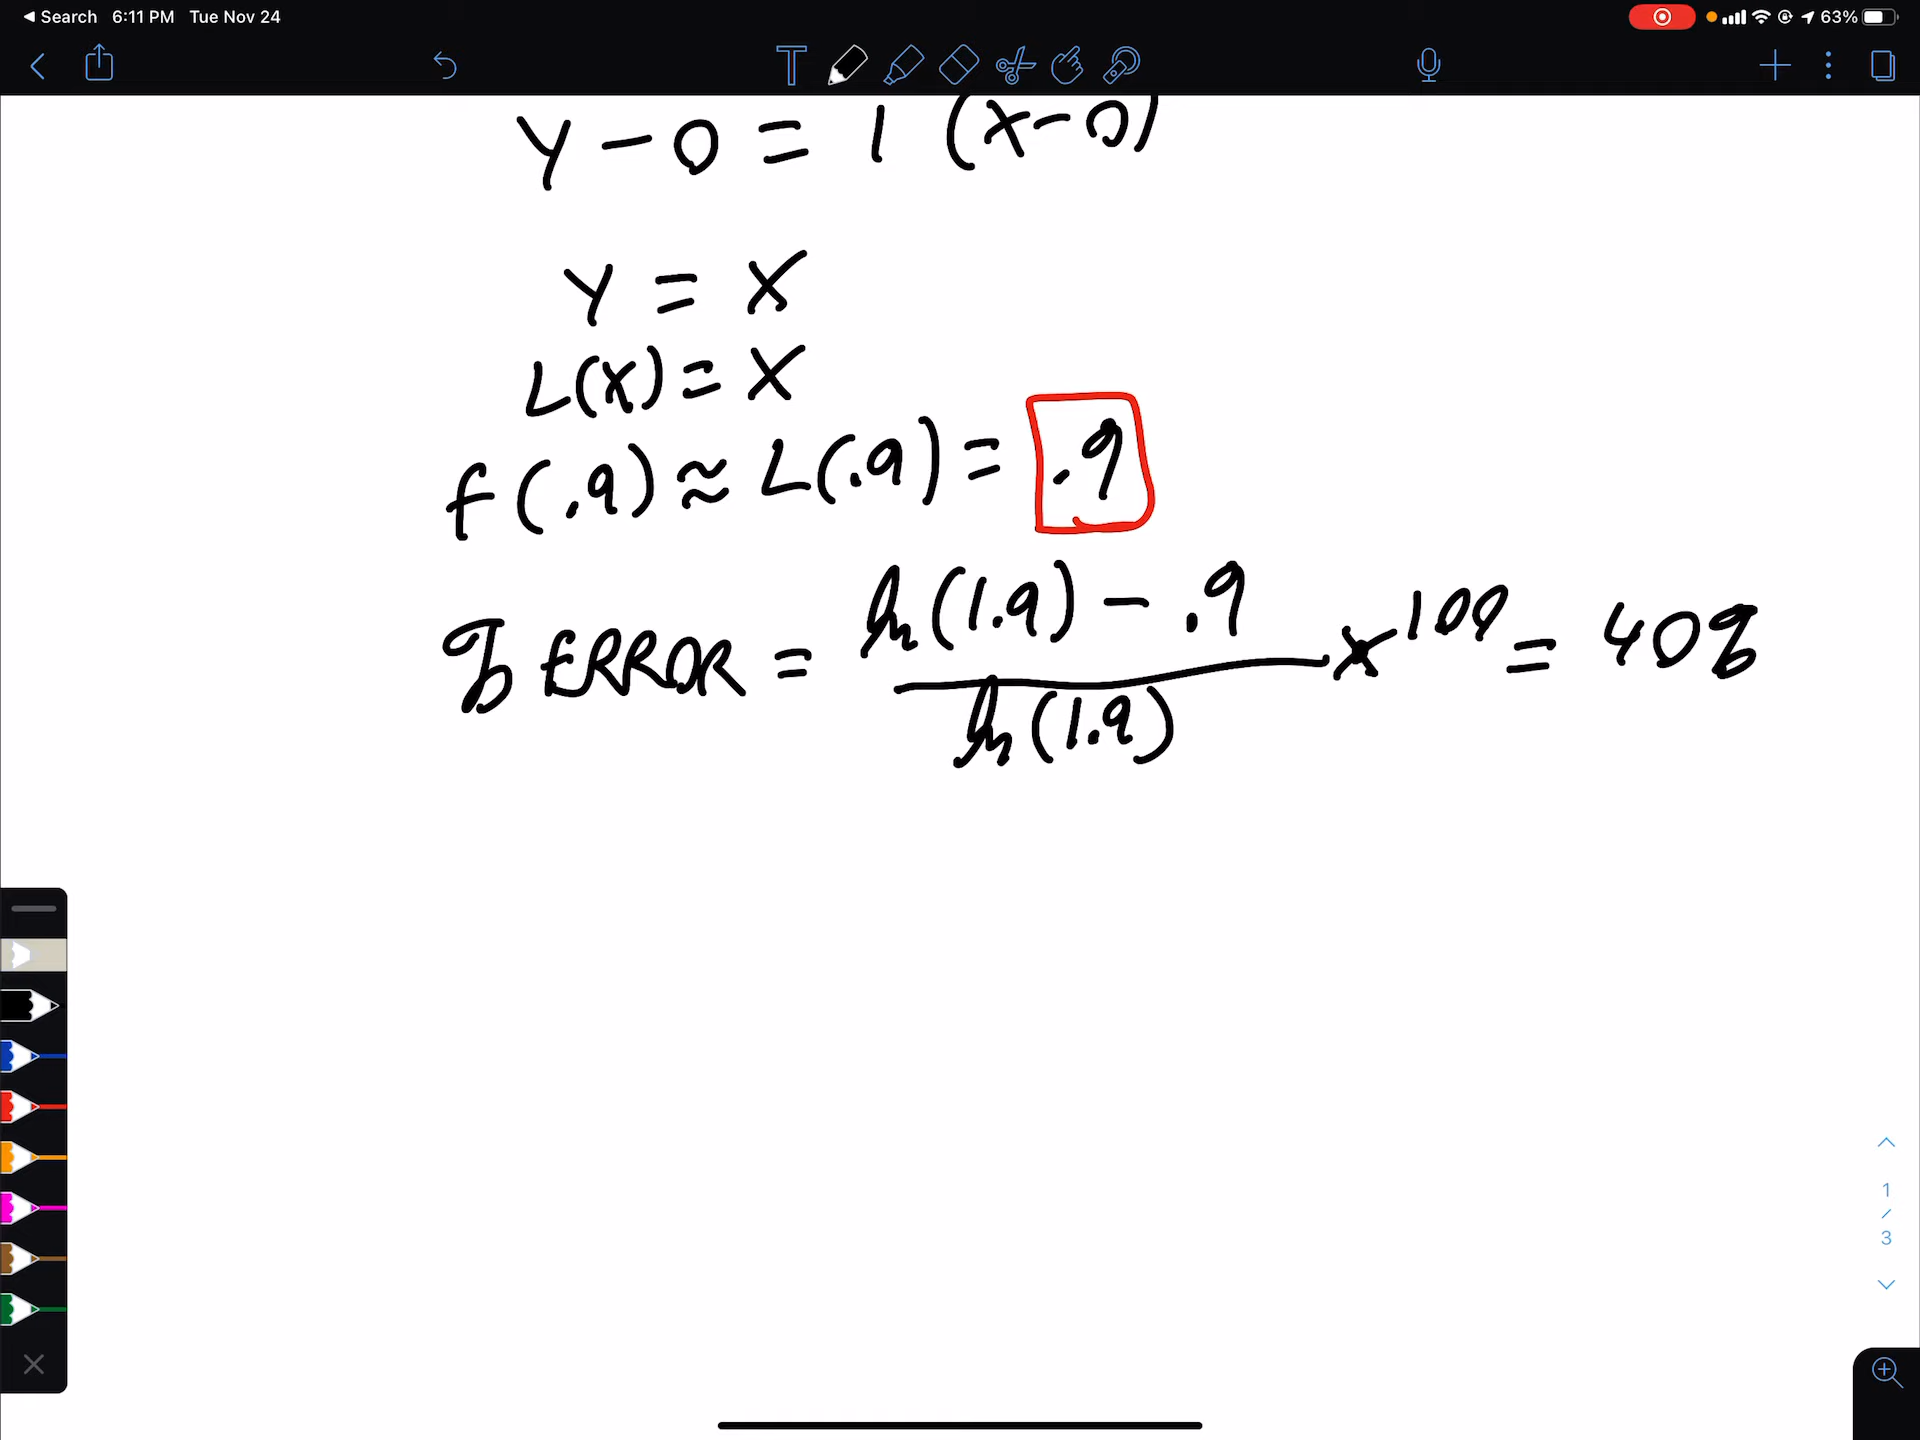 Search 6:11 PM Tue Nov 24 63%
T
Y - 0 = 1 (X-0)
Y = X
L(X) = X
f(.9) ≈ L(.9) = .9
% ERROR = ln(1.9) - .9 / ln(1.9) x 100 = 40%
1
/
3